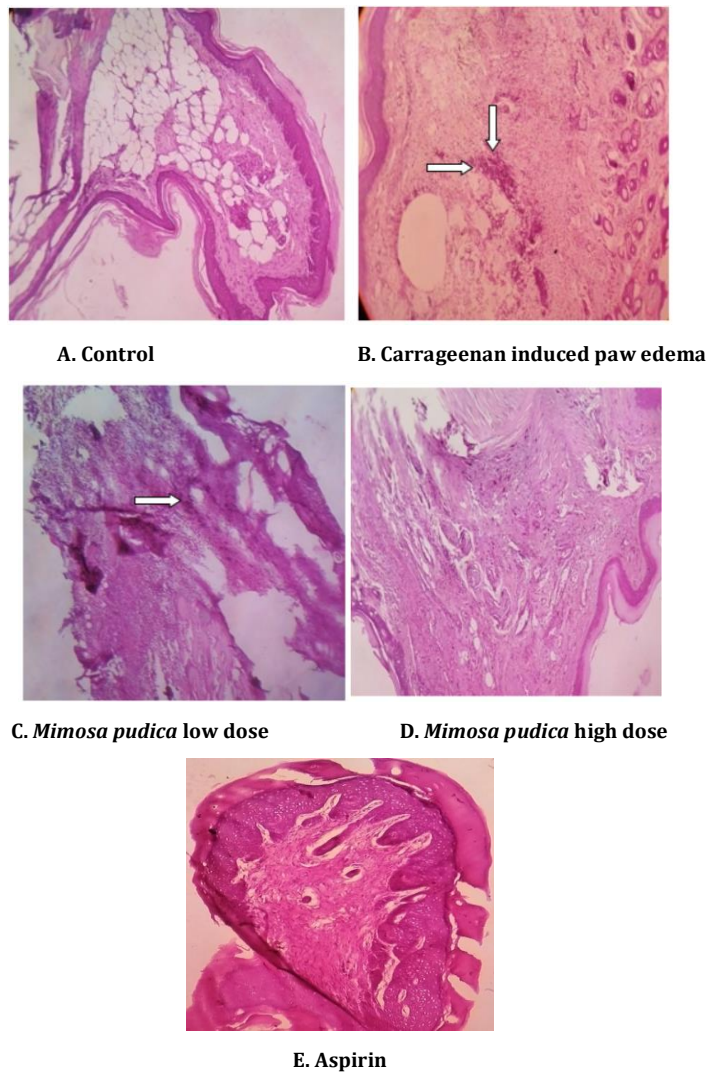 A. Control
B. Carrageenan induced paw edema
C. Mimosa pudica low dose
D. Mimosa pudica high dose
E. Aspirin